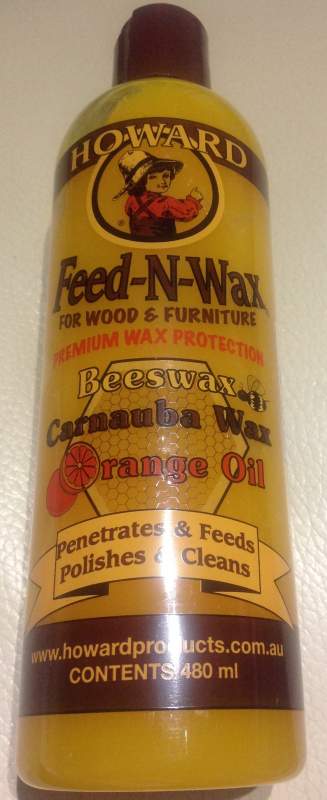 HOWARD
®
Feed-N-Wax
FOR WOOD & FURNITURE
PREMIUM WAX PROTECTION
Beeswax
Carnauba Wax
Orange Oil
Penetrates & Feeds
Polishes & Cleans
www.howardproducts.com.au
CONTENTS 480 ml